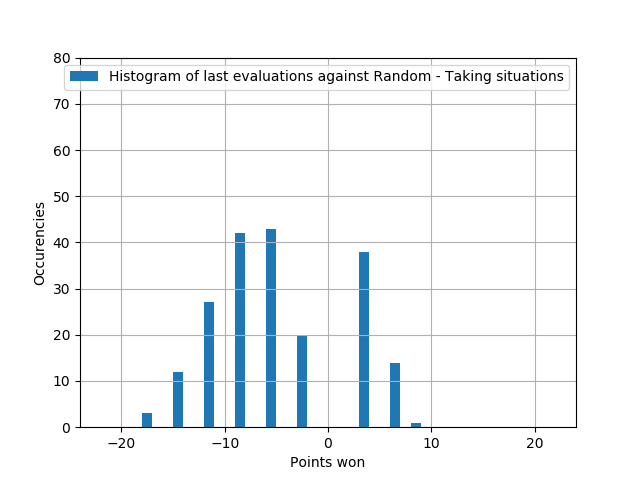 Histogram of last evaluations against Random - Taking situations
80
70
60
50
40
30
20
10
0
Occurencies
−20 −10 0 10 20
Points won